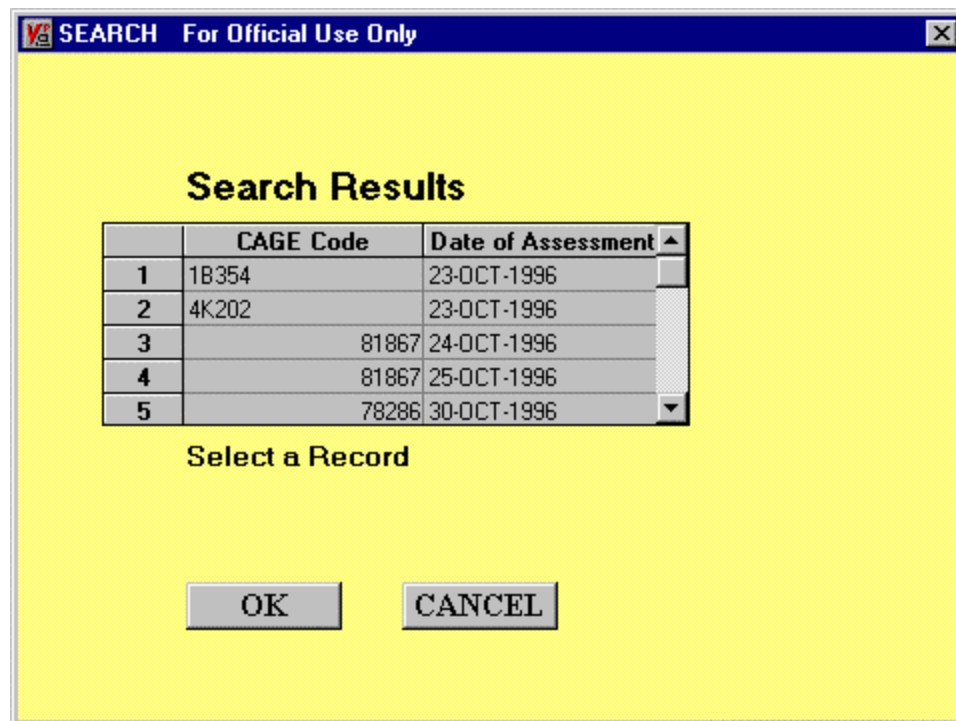 SEARCH For Official Use Only
Search Results
CAGE Code Date of Assessment
1 1B354 23-OCT-1996
2 4K202 23-OCT-1996
3 81867 24-OCT-1996
4 81867 25-OCT-1996
5 78286 30-OCT-1996
Select a Record
OK CANCEL